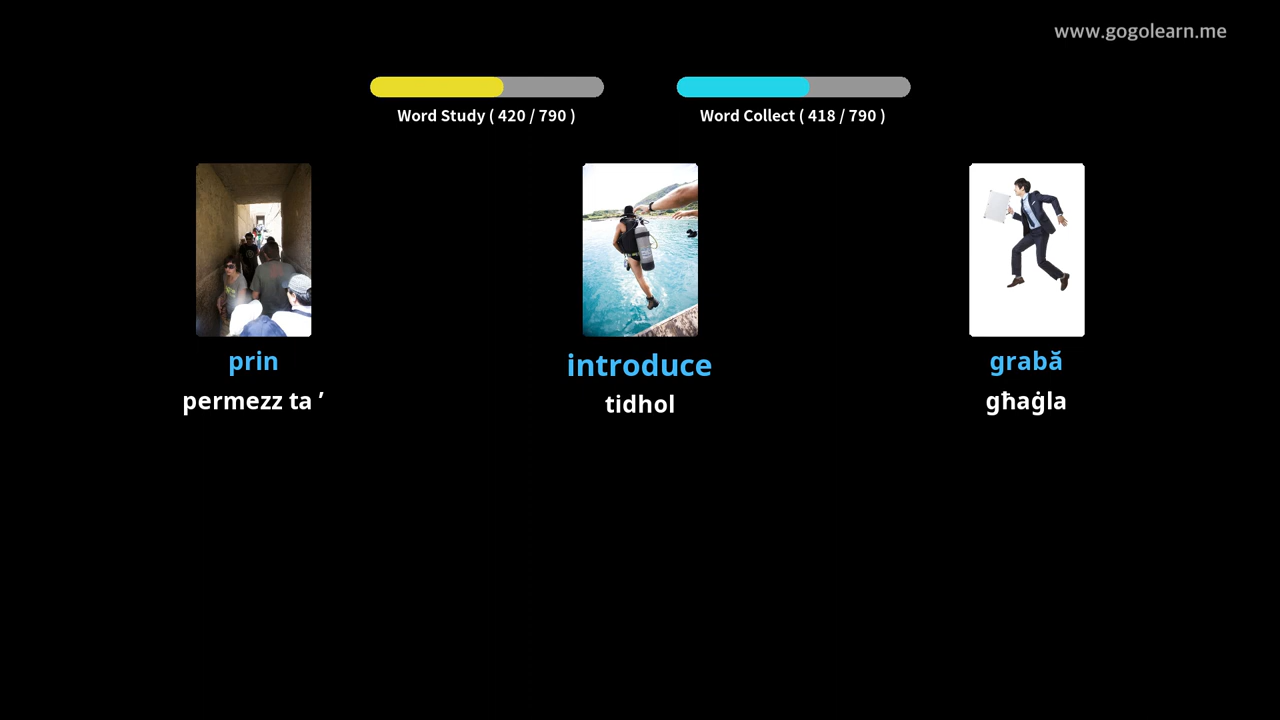 www.gogolearn.me
Word Study ( 420 / 790 )
Word Collect ( 418 / 790 )
prin
introduce
grabă
permezz ta ’
tidhol
għaġla